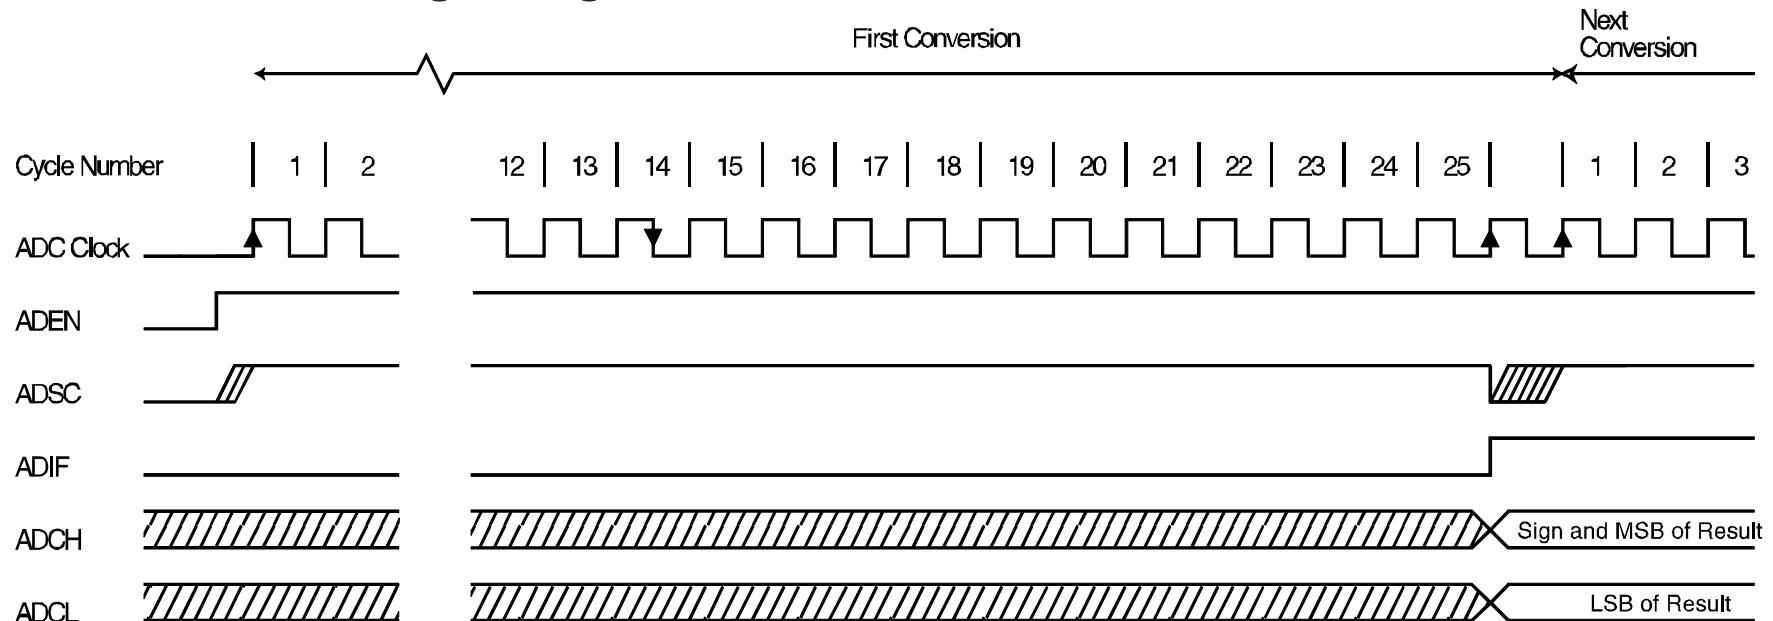 First Conversion
Next
Conversion
Cycle Number 1 2 12 13 14 15 16 17 18 19 20 21 22 23 24 25 1 2 3
ADC Clock
ADEN
ADSC
ADIF
ADCH Sign and MSB of Result
ADCL LSB of Result